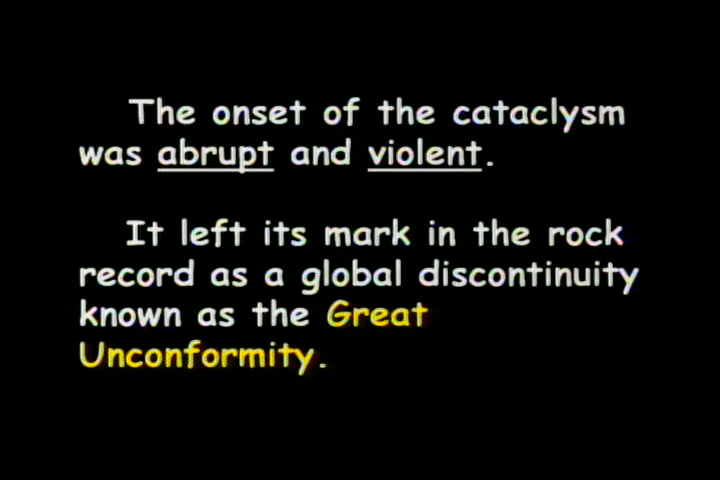 The onset of the cataclysm
was abrupt and violent.
It left its mark in the rock
record as a global discontinuity
known as the Great
Unconformity.